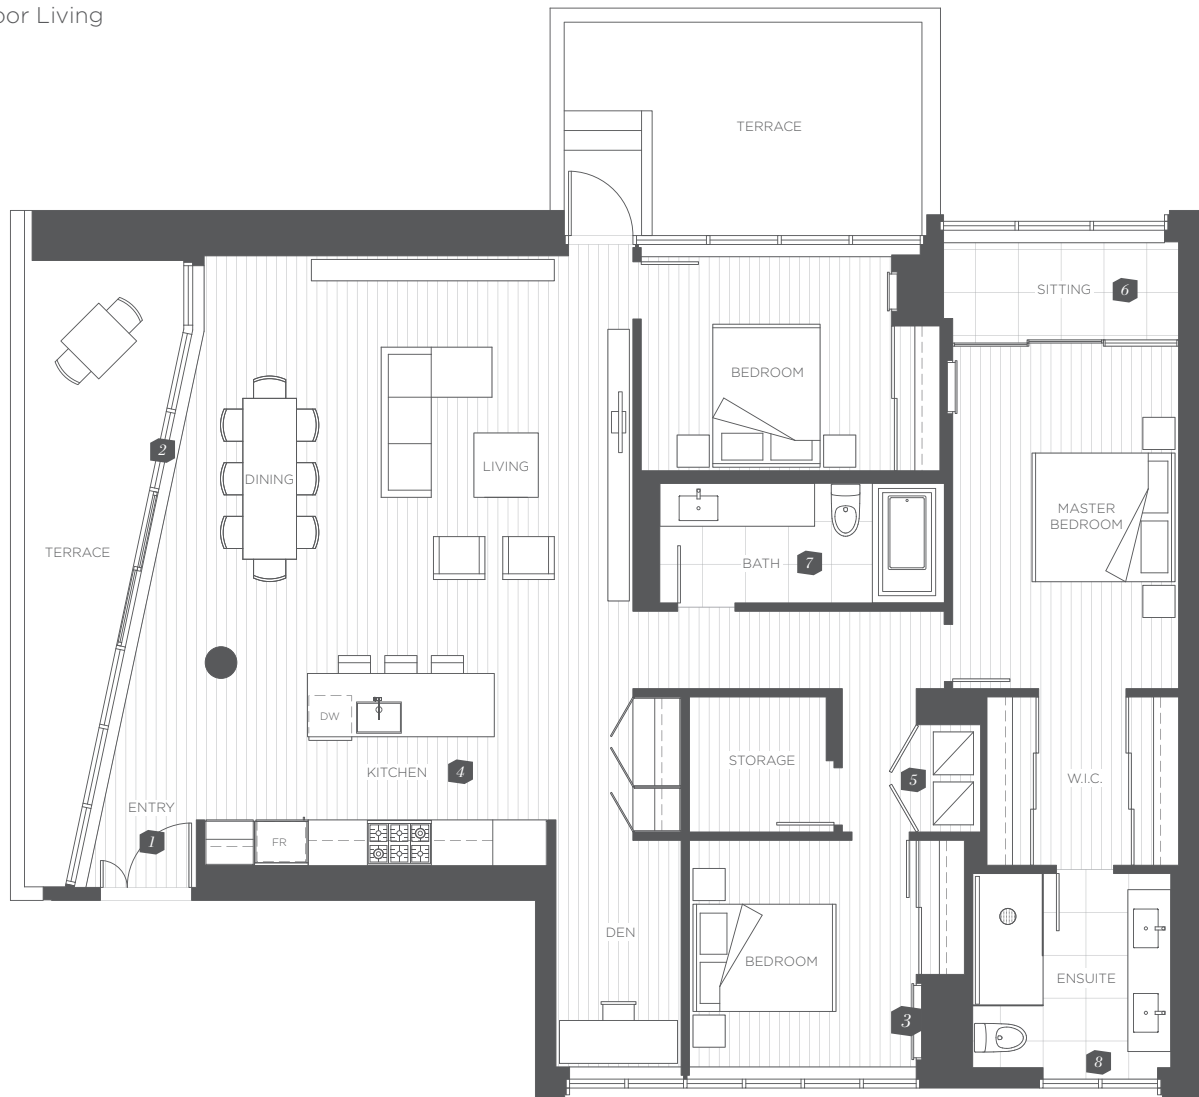 oor Living
TERRACE
SITTING 6
BEDROOM
2
LIVING
DINING
MASTER
BEDROOM
TERRACE
BATH 7
DW
STORAGE
KITCHEN 4
5
W.I.C.
ENTRY
1
FR
DEN
BEDROOM
ENSUITE
3
8